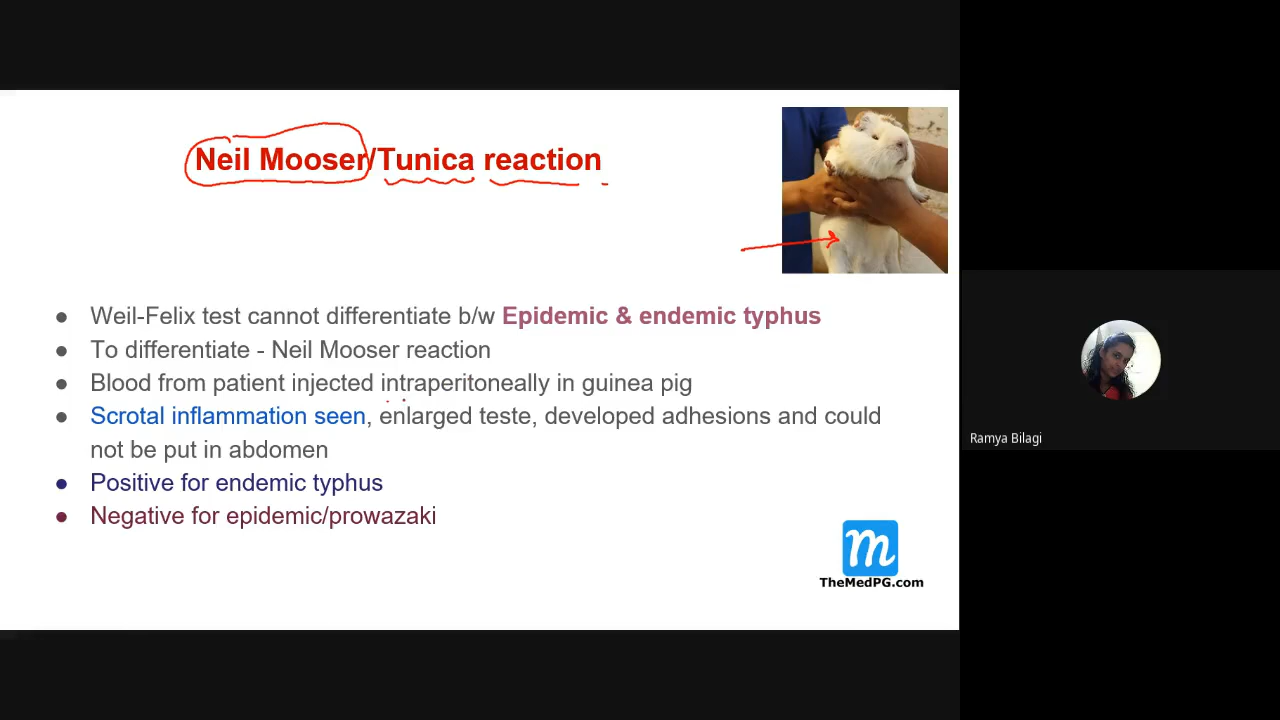 Neil Mooser/Tunica reaction
● Weil-Felix test cannot differentiate b/w Epidemic & endemic typhus
● To differentiate - Neil Mooser reaction
● Blood from patient injected intraperitoneally in guinea pig
● Scrotal inflammation seen, enlarged teste, developed adhesions and could
not be put in abdomen
● Positive for endemic typhus
● Negative for epidemic/prowazaki
m
TheMedPG.com
Ramya Bilagi